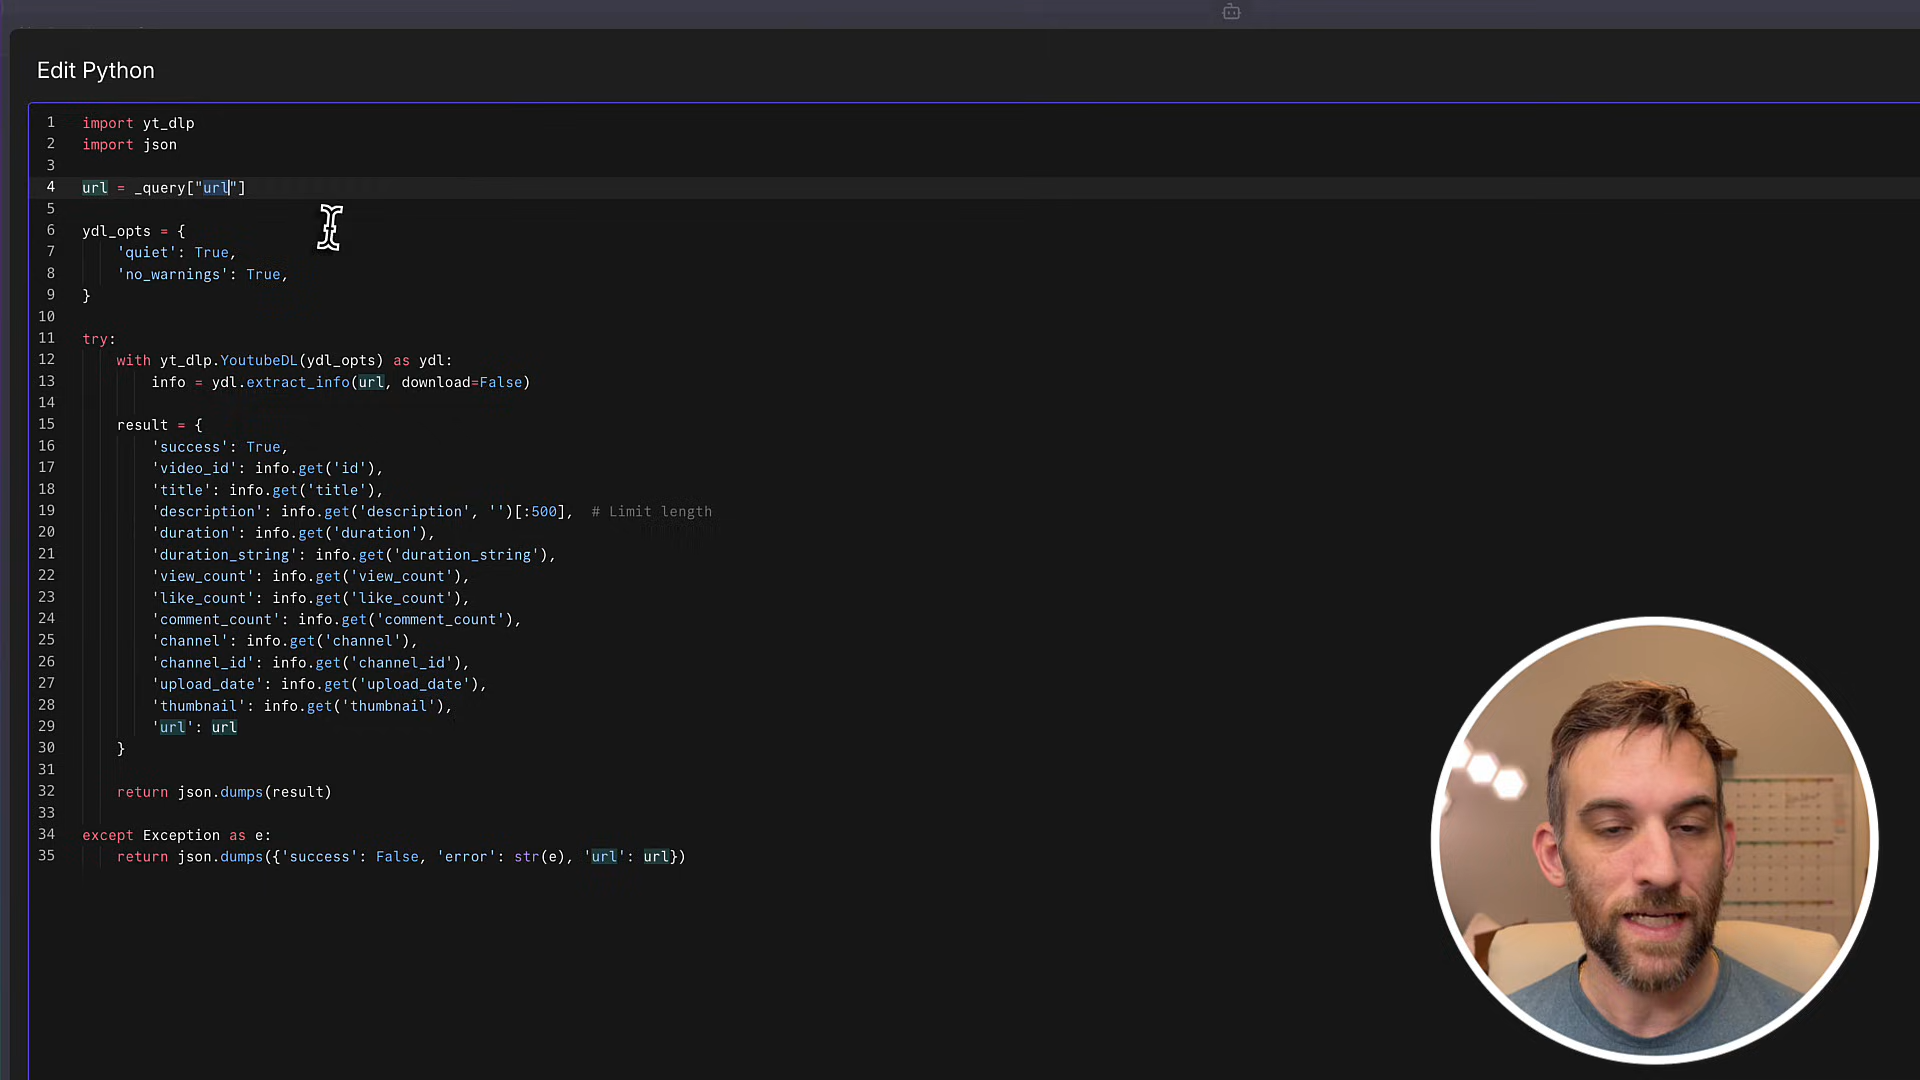 Edit Python
1 import yt_dlp
2 import json
3
4 url = _query["url"]
5
6 ydl_opts = {
7 'quiet': True,
8 'no_warnings': True,
9 }
10
11 try:
12 with yt_dlp.YoutubeDL(ydl_opts) as ydl:
13 info = ydl.extract_info(url, download=False)
14
15 result = {
16 'success': True,
17 'video_id': info.get('id'),
18 'title': info.get('title'),
19 'description': info.get('description', '')[:500], # Limit length
20 'duration': info.get('duration'),
21 'duration_string': info.get('duration_string'),
22 'view_count': info.get('view_count'),
23 'like_count': info.get('like_count'),
24 'comment_count': info.get('comment_count'),
25 'channel': info.get('channel'),
26 'channel_id': info.get('channel_id'),
27 'upload_date': info.get('upload_date'),
28 'thumbnail': info.get('thumbnail'),
29 'url': url
30 }
31
32 return json.dumps(result)
33
34 except Exception as e:
35 return json.dumps({'success': False, 'error': str(e), 'url': url})